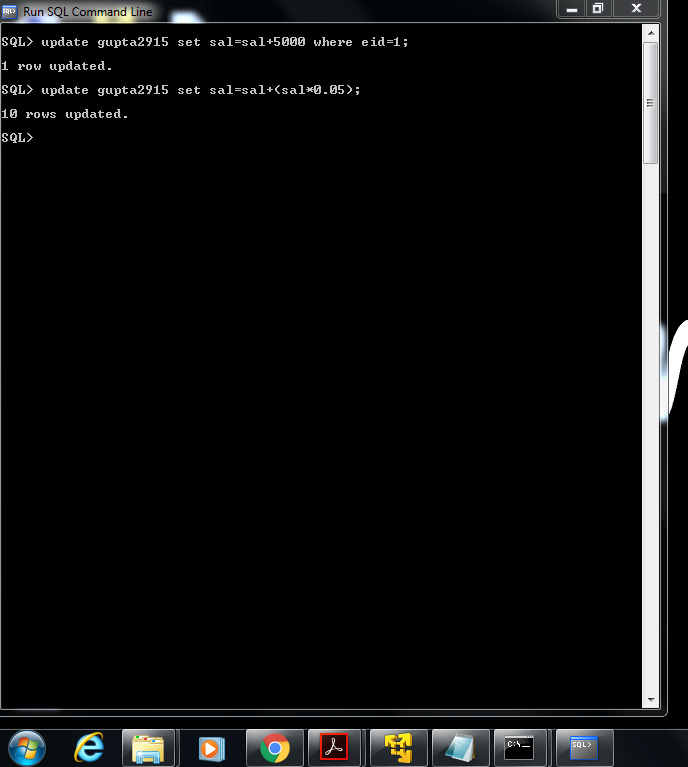 Run SQL Command Line
SQL> update gupta2915 set sal=sal+5000 where eid=1;
1 row updated.
SQL> update gupta2915 set sal=sal+(sal*0.05);
10 rows updated.
SQL>
C:\_
SQL>